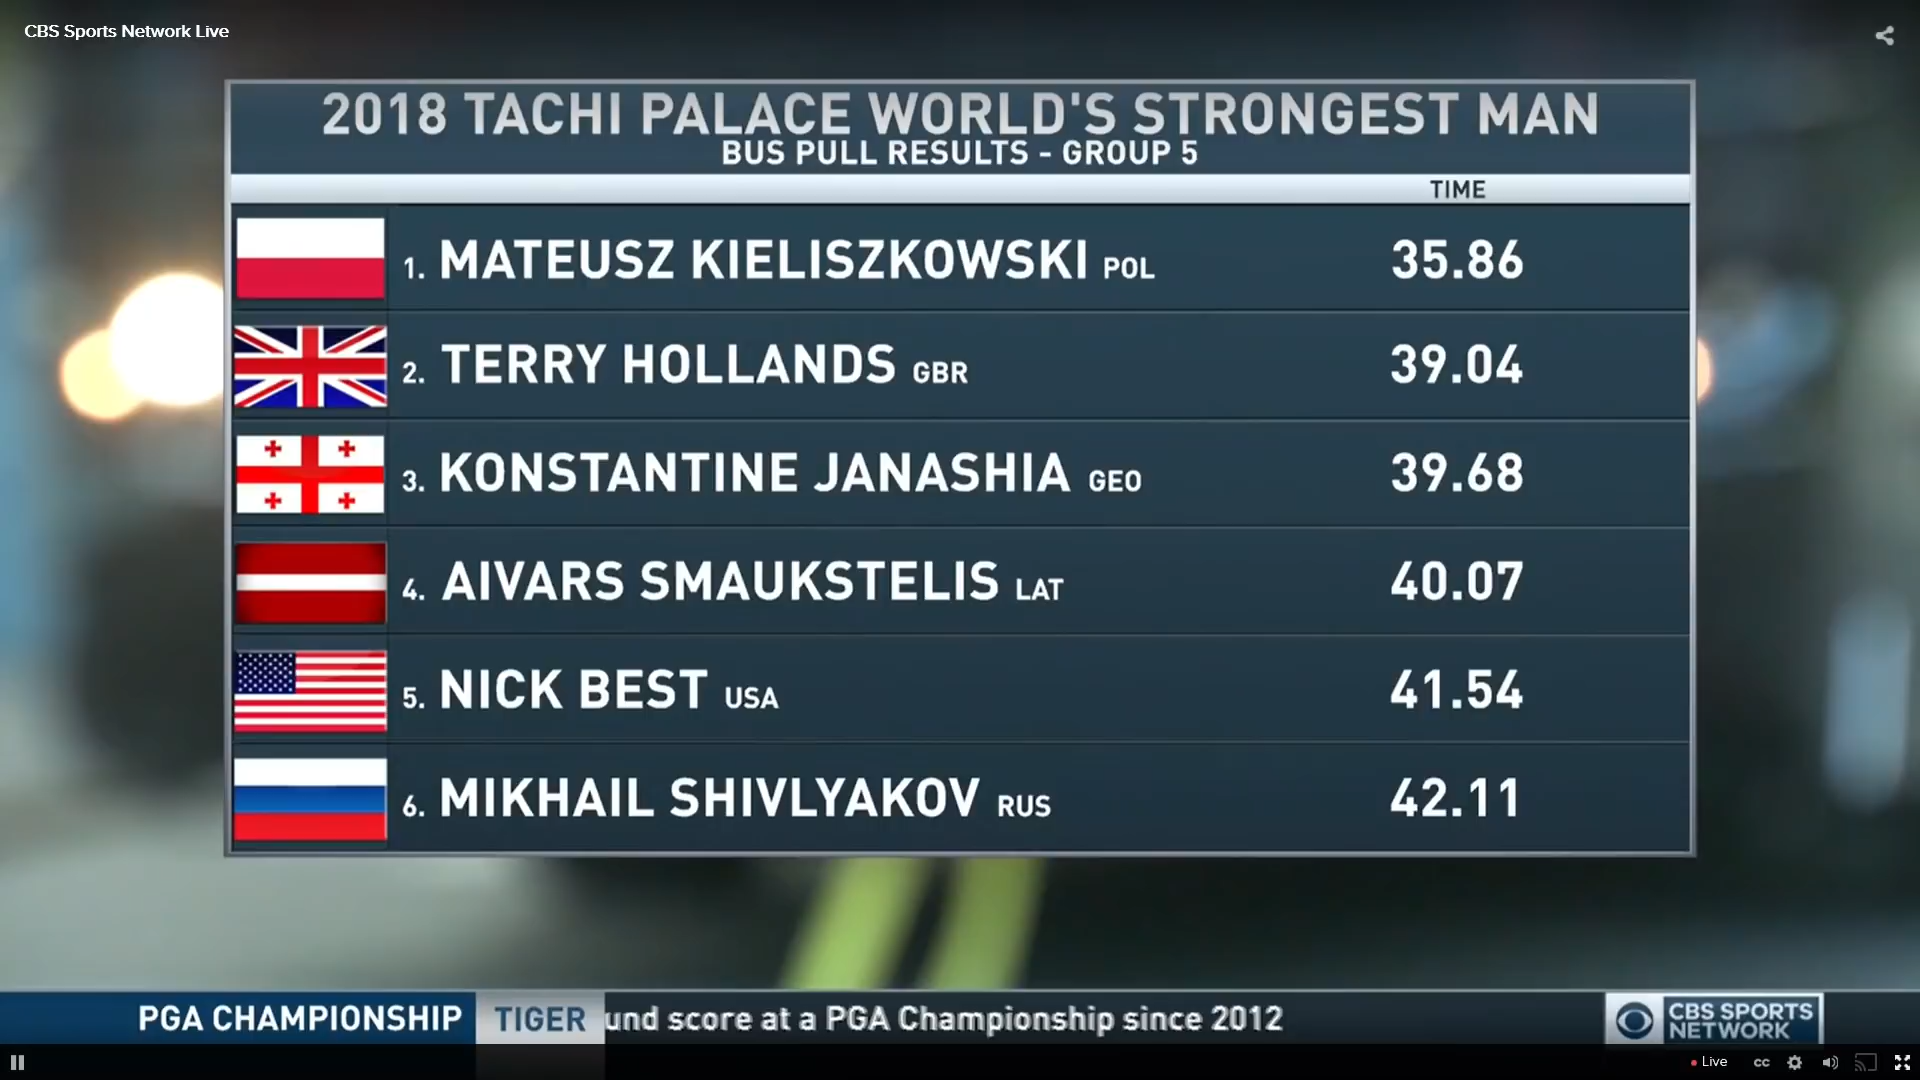 CBS Sports Network Live
2018 TACHI PALACE WORLD'S STRONGEST MAN
BUS PULL RESULTS - GROUP 5
TIME
1. MATEUSZ KIELISZKOWSKI POL 35.86
2. TERRY HOLLANDS GBR 39.04
3. KONSTANTINE JANASHIA GEO 39.68
4. AIVARS SMAUKSTELIS LAT 40.07
5. NICK BEST USA 41.54
6. MIKHAIL SHIVLYAKOV RUS 42.11
PGA CHAMPIONSHIP TIGER und score at a PGA Championship since 2012
CBS SPORTS
NETWORK
Live CC